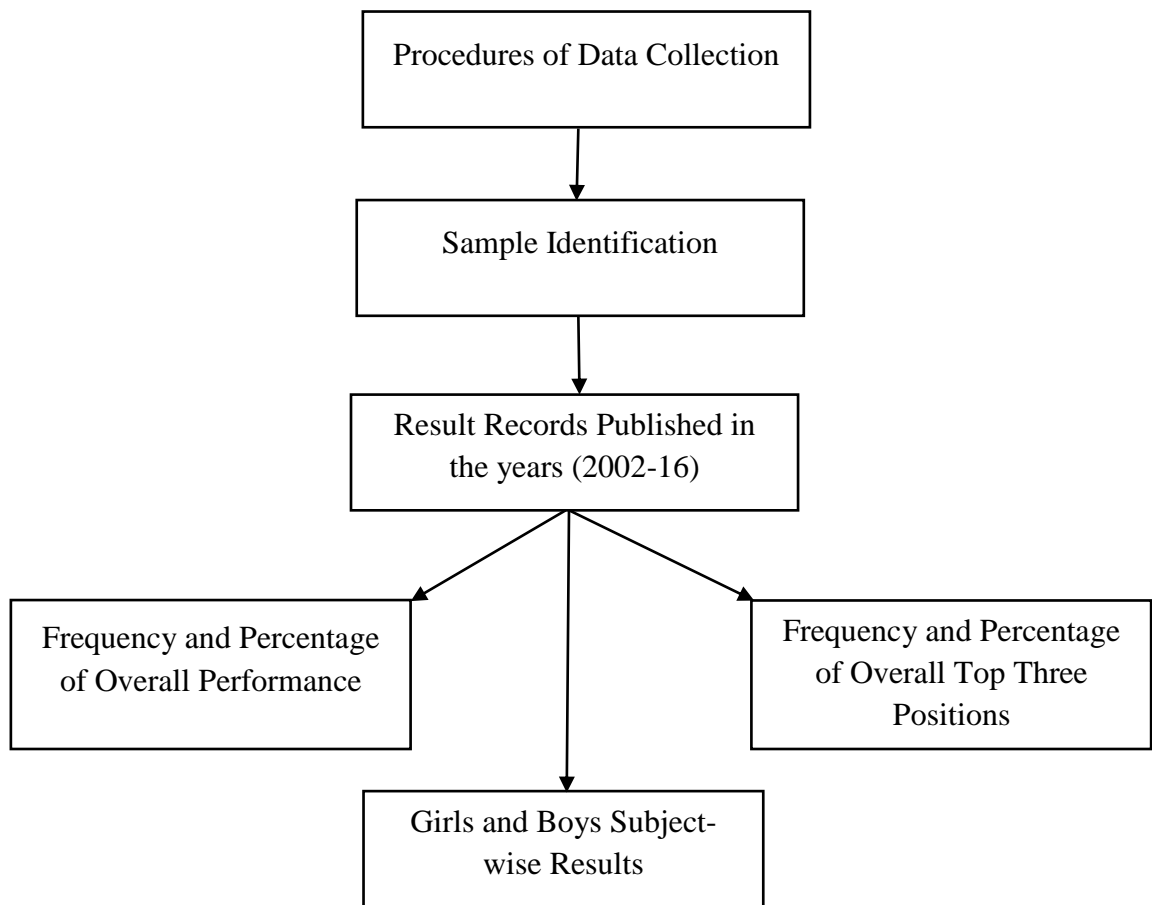 Procedures of Data Collection
Sample Identification
Result Records Published in
the years (2002-16)
Frequency and Percentage
of Overall Performance
Frequency and Percentage
of Overall Top Three
Positions
Girls and Boys Subject-
wise Results